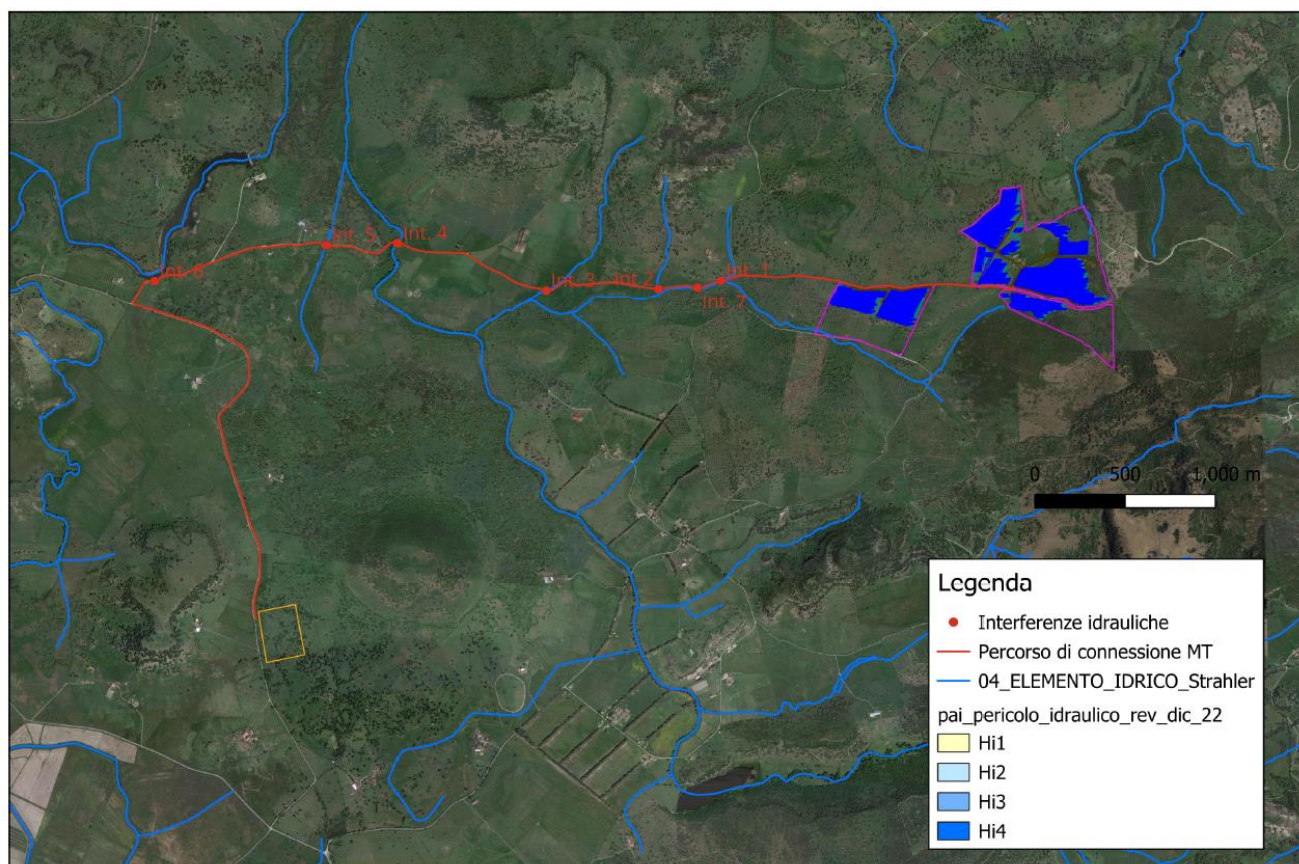 Int. 5
Int. 4
Int. 6
Int. 3
Int. 2
Int. 1
Int. 7
0 500 1,000 m
Legenda
Interferenze idrauliche
Percorso di connessione MT
04_ELEMENTO_IDRICO_Strahler
pai_pericolo_idraulico_rev_dic_22
Hi1
Hi2
Hi3
Hi4